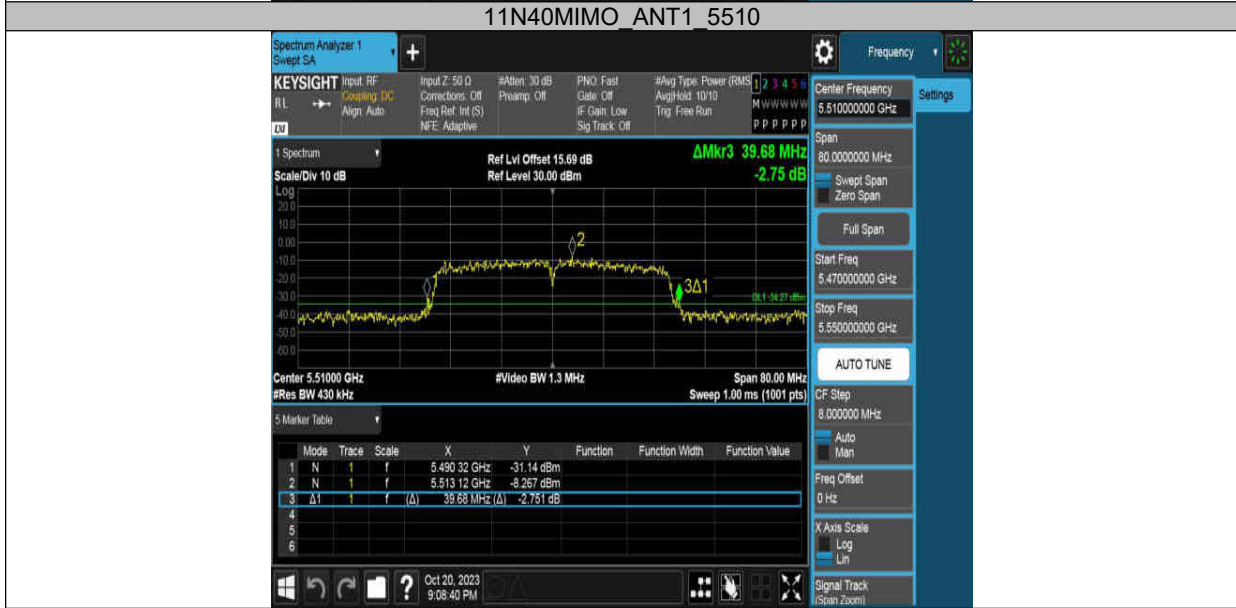 11N40MIMO_ANT1_5510
Spectrum Analyzer 1
Swept SA
+
Frequency
KEYSIGHT
RL
LXI
Input: RF
Coupling: DC
Align: Auto
Input Z: 50 Ω
Corrections: Off
Freq Ref: Int (S)
NFE: Adaptive
#Atten: 30 dB
Preamp: Off
PNO: Fast
Gate: Off
IF Gain: Low
Sig Track: Off
#Avg Type: Power (RMS
Avg|Hold: 10/10
Trig: Free Run
1 2 3 4 5 6
M W W W W W
P P P P P P
Center Frequency
5.510000000 GHz
Settings
Span
80.0000000 MHz
Swept Span
Zero Span
Full Span
Start Freq
5.470000000 GHz
Stop Freq
5.550000000 GHz
AUTO TUNE
CF Step
8.000000 MHz
Auto
Man
Freq Offset
0 Hz
X Axis Scale
Log
Lin
Signal Track
(Span Zoom)
1 Spectrum
Scale/Div 10 dB
Ref Lvl Offset 15.69 dB
Ref Level 30.00 dBm
ΔMkr3 39.68 MHz
-2.75 dB
Log
20.0
10.0
0.00
-10.0
-20.0
-30.0
-40.0
-50.0
-60.0
2
3Δ1
DL1 -34.27 dBm
Center 5.51000 GHz
#Res BW 430 kHz
#Video BW 1.3 MHz
Span 80.00 MHz
Sweep 1.00 ms (1001 pts)
5 Marker Table
Mode Trace Scale X Y Function Function Width Function Value
1 N 1 f 5.490 32 GHz -31.14 dBm
2 N 1 f 5.513 12 GHz -8.267 dBm
3 Δ1 1 f (Δ) 39.68 MHz (Δ) -2.751 dB
4
5
6
?
Oct 20, 2023
9:08:40 PM